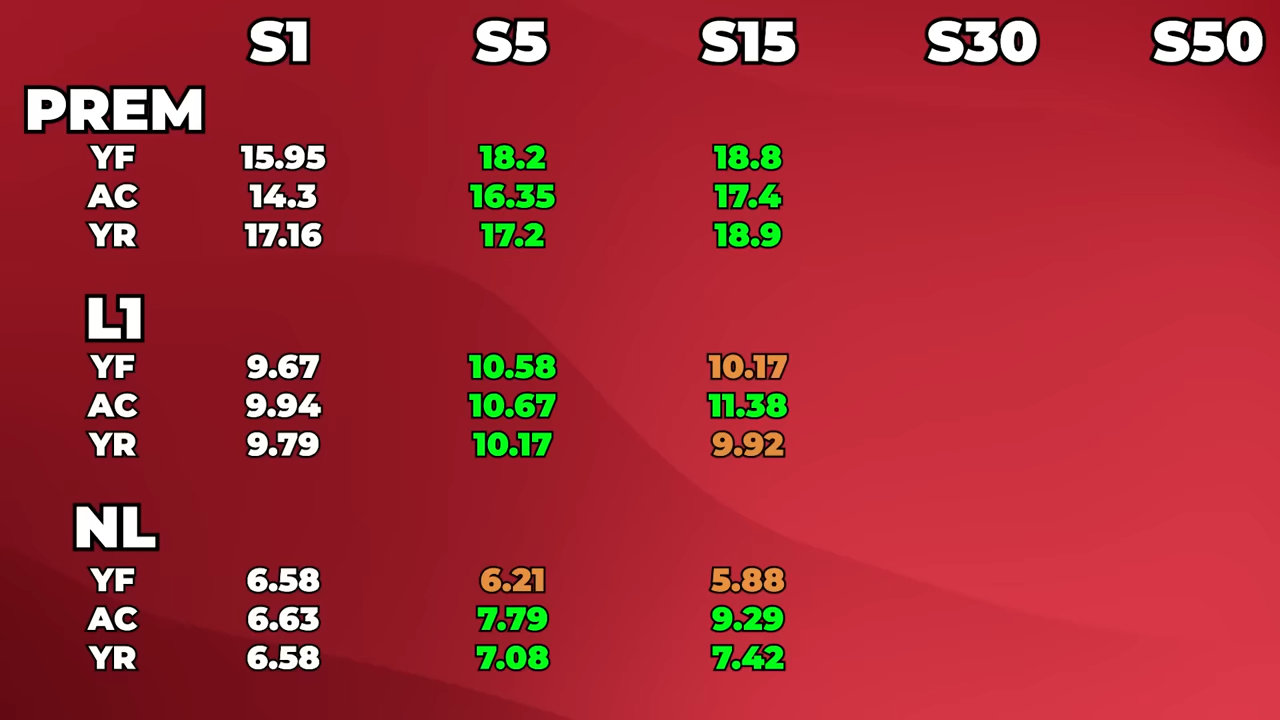 S1 S5 S15 S30 S50
PREM
YF 15.95 18.2 18.8
AC 14.3 16.35 17.4
YR 17.16 17.2 18.9
L1
YF 9.67 10.58 10.17
AC 9.94 10.67 11.38
YR 9.79 10.17 9.92
NL
YF 6.58 6.21 5.88
AC 6.63 7.79 9.29
YR 6.58 7.08 7.42